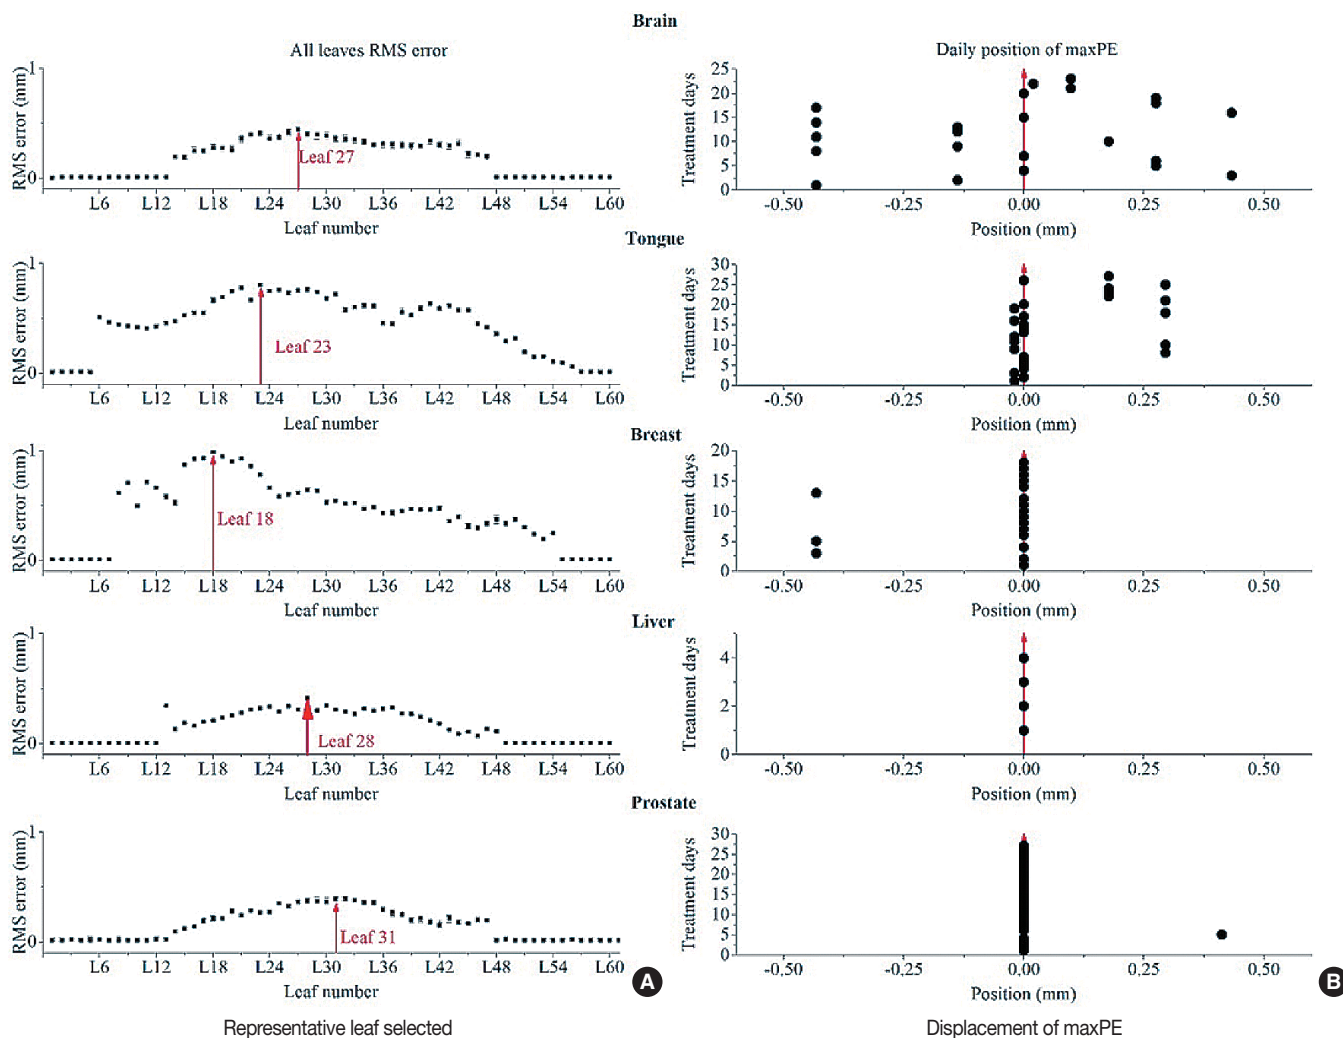 Brain
All leaves RMS error
RMS error (mm)
1
0
Leaf 27
L6 L12 L18 L24 L30 L36 L42 L48 L54 L60
Leaf number
Daily position of maxPE
Treatment days
25
20
15
10
5
0
-0.50 -0.25 0.00 0.25 0.50
Position (mm)
Tongue
RMS error (mm)
1
0
Leaf 23
L6 L12 L18 L24 L30 L36 L42 L48 L54 L60
Leaf number
Treatment days
30
25
20
15
10
5
0
-0.50 -0.25 0.00 0.25 0.50
Position (mm)
Breast
RMS error (mm)
1
0
Leaf 18
L6 L12 L18 L24 L30 L36 L42 L48 L54 L60
Leaf number
Treatment days
20
15
10
5
0
-0.50 -0.25 0.00 0.25 0.50
Position (mm)
Liver
RMS error (mm)
1
0
Leaf 28
L6 L12 L18 L24 L30 L36 L42 L48 L54 L60
Leaf number
Treatment days
4
2
0
-0.50 -0.25 0.00 0.25 0.50
Position (mm)
Prostate
RMS error (mm)
1
0
Leaf 31
L6 L12 L18 L24 L30 L36 L42 L48 L54 L60
Leaf number
A
Treatment days
30
25
20
15
10
5
0
-0.50 -0.25 0.00 0.25 0.50
Position (mm)
B
Representative leaf selected
Displacement of maxPE